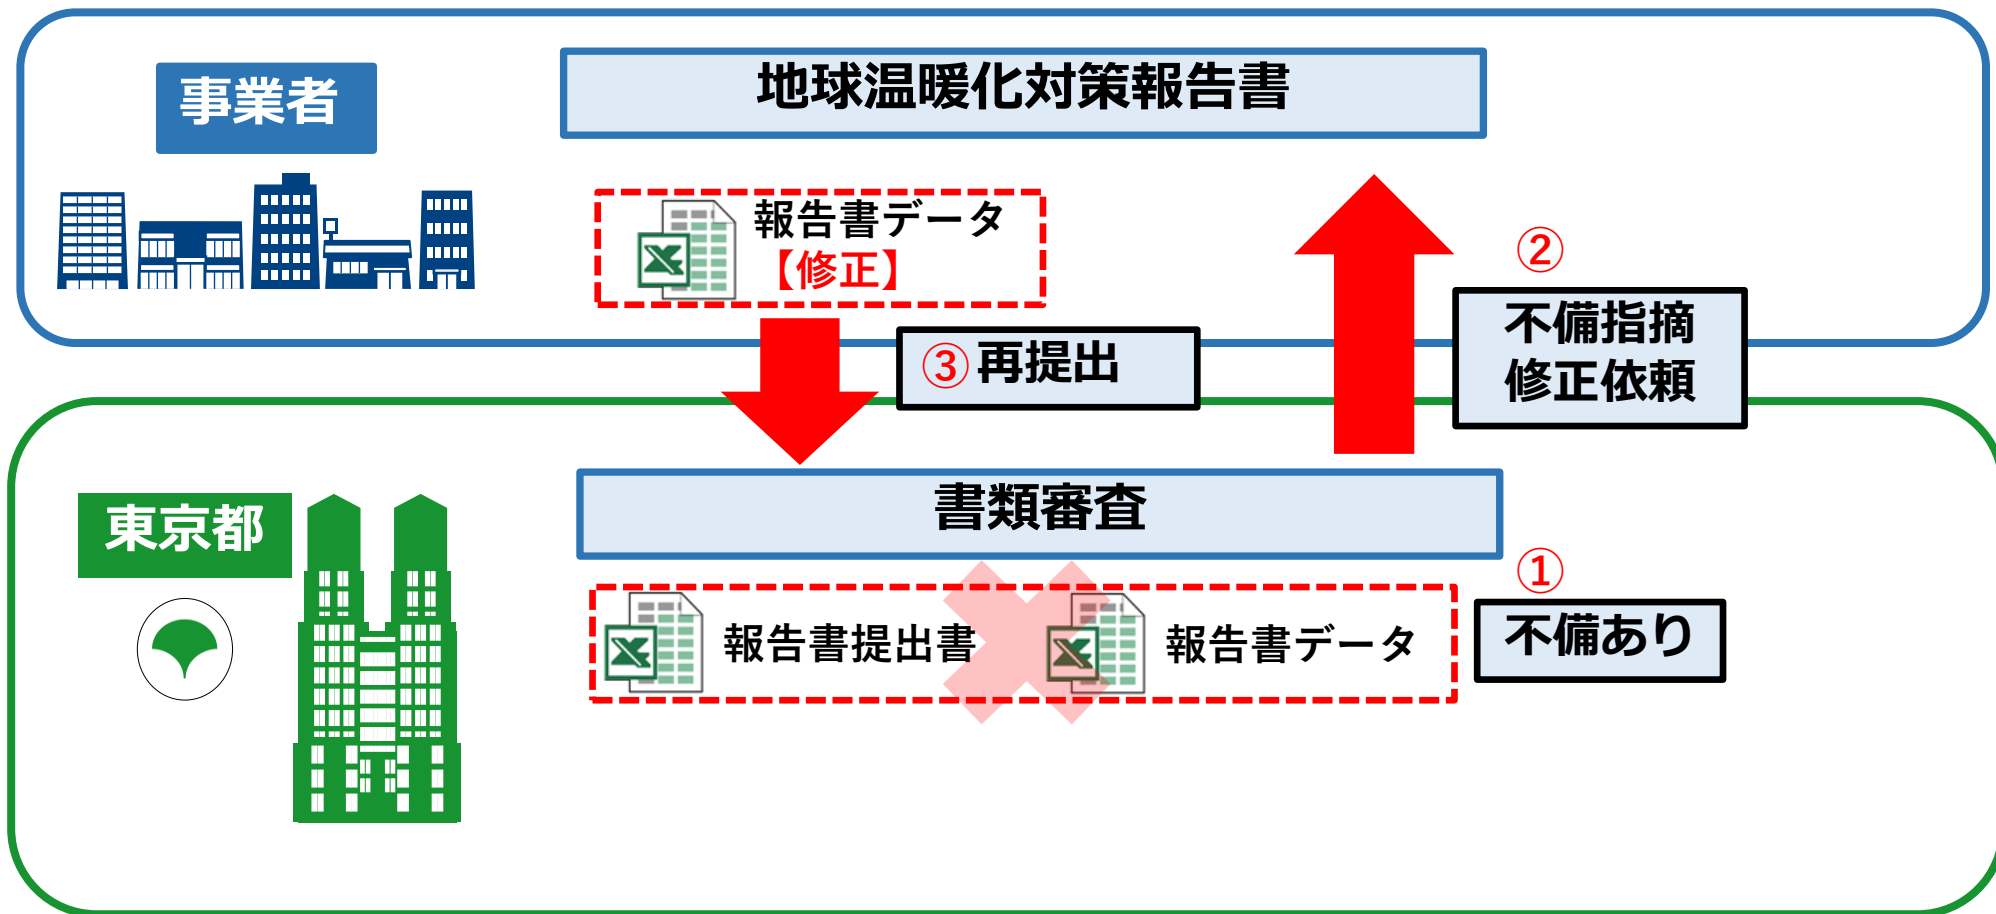 事業者
地球温暖化対策報告書
報告書データ
【修正】
②
不備指摘
修正依頼
③再提出
東京都
書類審査
①
不備あり
報告書提出書
報告書データ